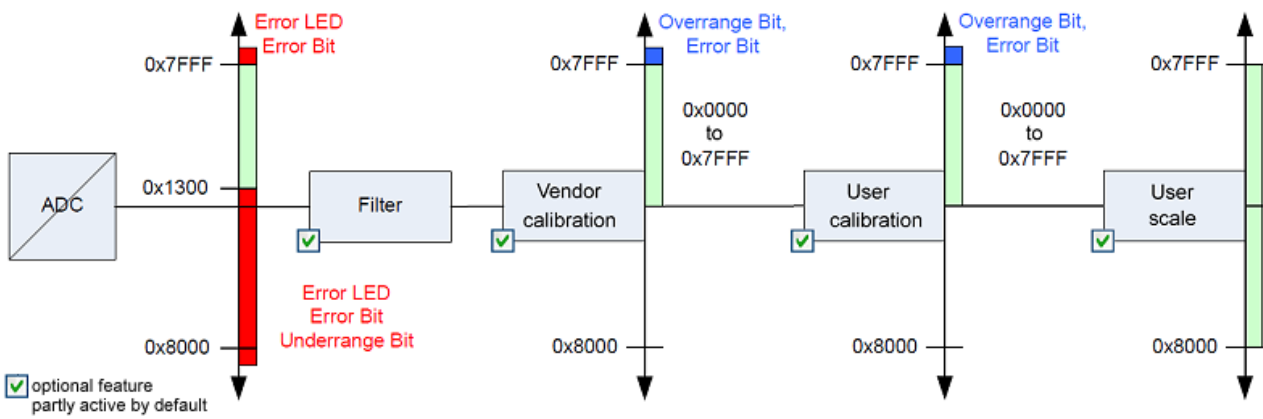 Error LED
Error Bit
0x7FFF
0x1300
0x8000
ADC
Error LED
Error Bit
Underrange Bit
Filter
Vendor
calibration
0x7FFF
Overrange Bit,
Error Bit
0x0000
to
0x7FFF
0x8000
User
calibration
0x7FFF
Overrange Bit,
Error Bit
0x0000
to
0x7FFF
0x8000
User
scale
0x7FFF
0x8000
optional feature
partly active by default